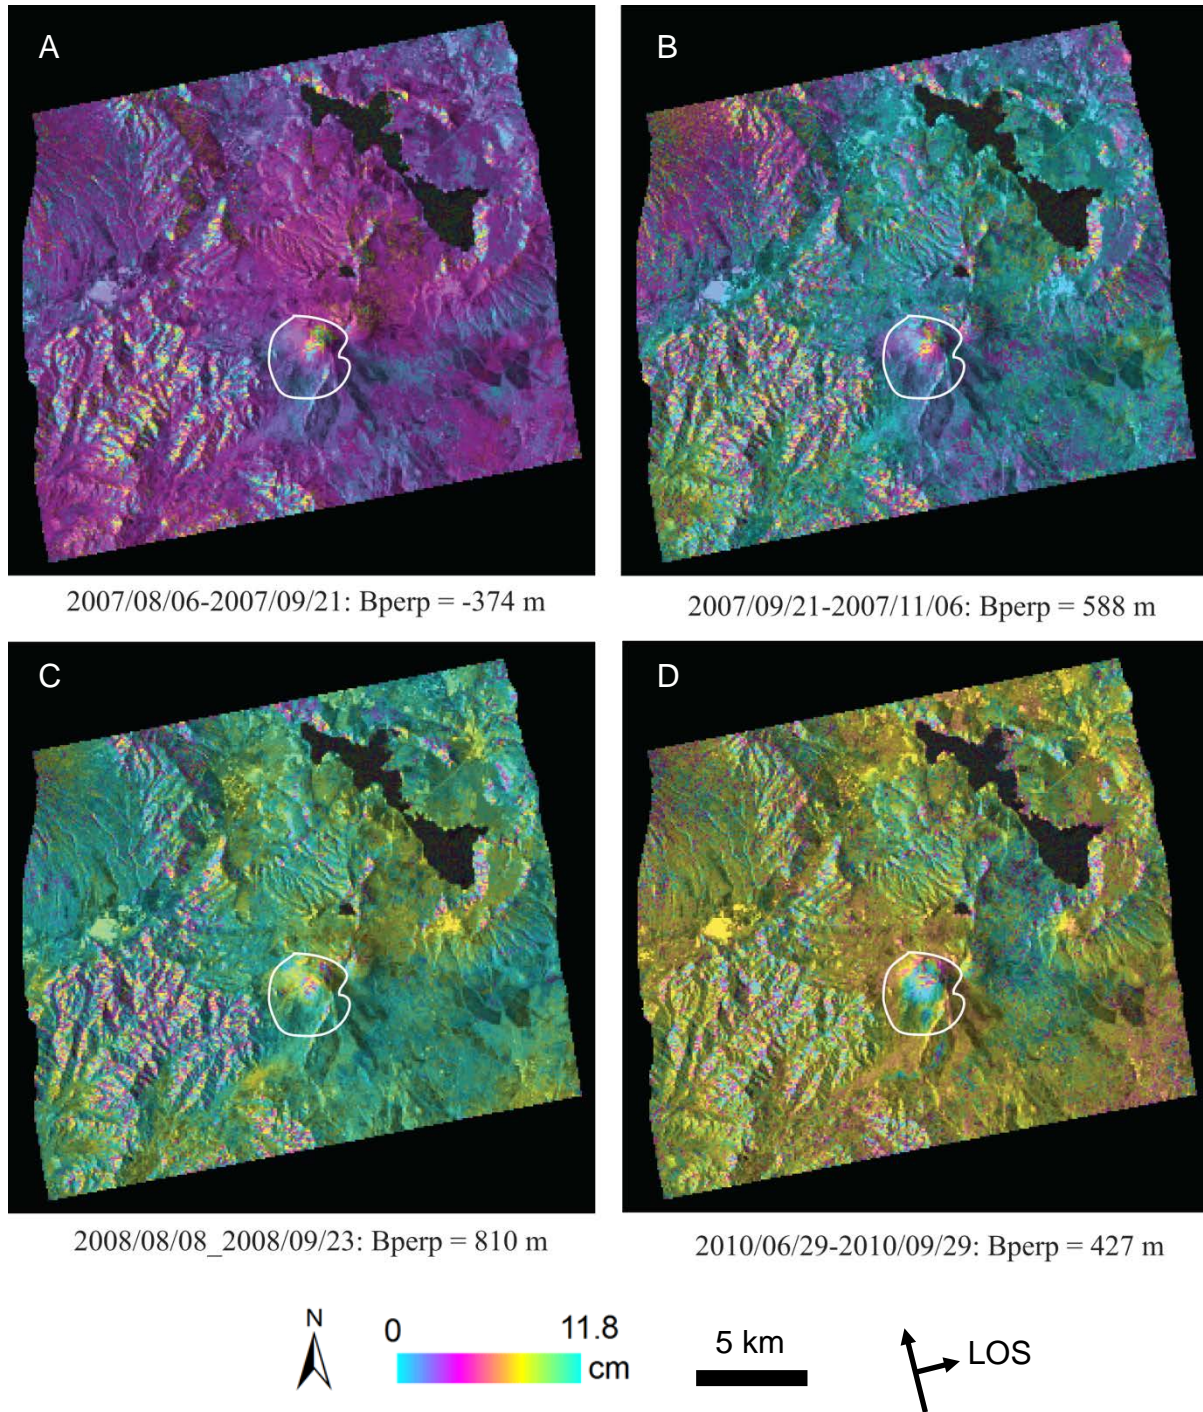 A
B
2007/08/06-2007/09/21: Bperp = -374 m
2007/09/21-2007/11/06: Bperp = 588 m
C
D
2008/08/08_2008/09/23: Bperp = 810 m
2010/06/29-2010/09/29: Bperp = 427 m
N
0
11.8
cm
5 km
LOS